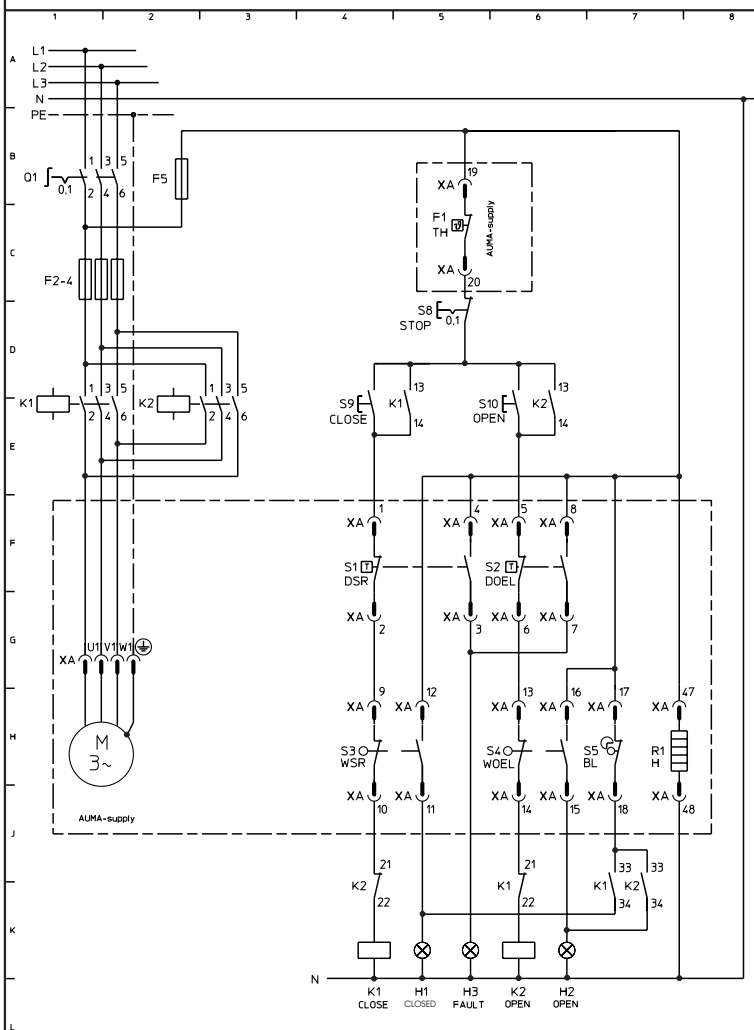 1 2 3 4 5 6 7 8
A
L1
L2
L3
N
PE
B
Q1 0,1 1 3 5
2 4 6
F5
19
XA
F1
TH
AUMA-supply
XA
20
C
F2-4
S8
STOP
0,1
D
K1 1 3 5
2 4 6
K2 1 3 5
2 4 6
S9
CLOSE
K1 13
14
S10
OPEN
K2 13
14
E
F
XA 1 XA 4 XA 5 XA 8
S1 T
DSR
S2 T
DOEL
XA 2 XA 3 XA 6 XA 7
G
XA U1 V1 W1
XA 9 XA 12 XA 13 XA 16 XA 17 XA 47
H
M
3~
S3
WSR
S4
WOEL
S5
BL
R1
H
XA 10 XA 11 XA 14 XA 15 XA 18 XA 48
AUMA-supply
J
K2 21
22
K1 21
22
K1 33
34
K2 33
34
K
N
K1 H1 H3 K2 H2
CLOSE CLOSED FAULT OPEN OPEN
L